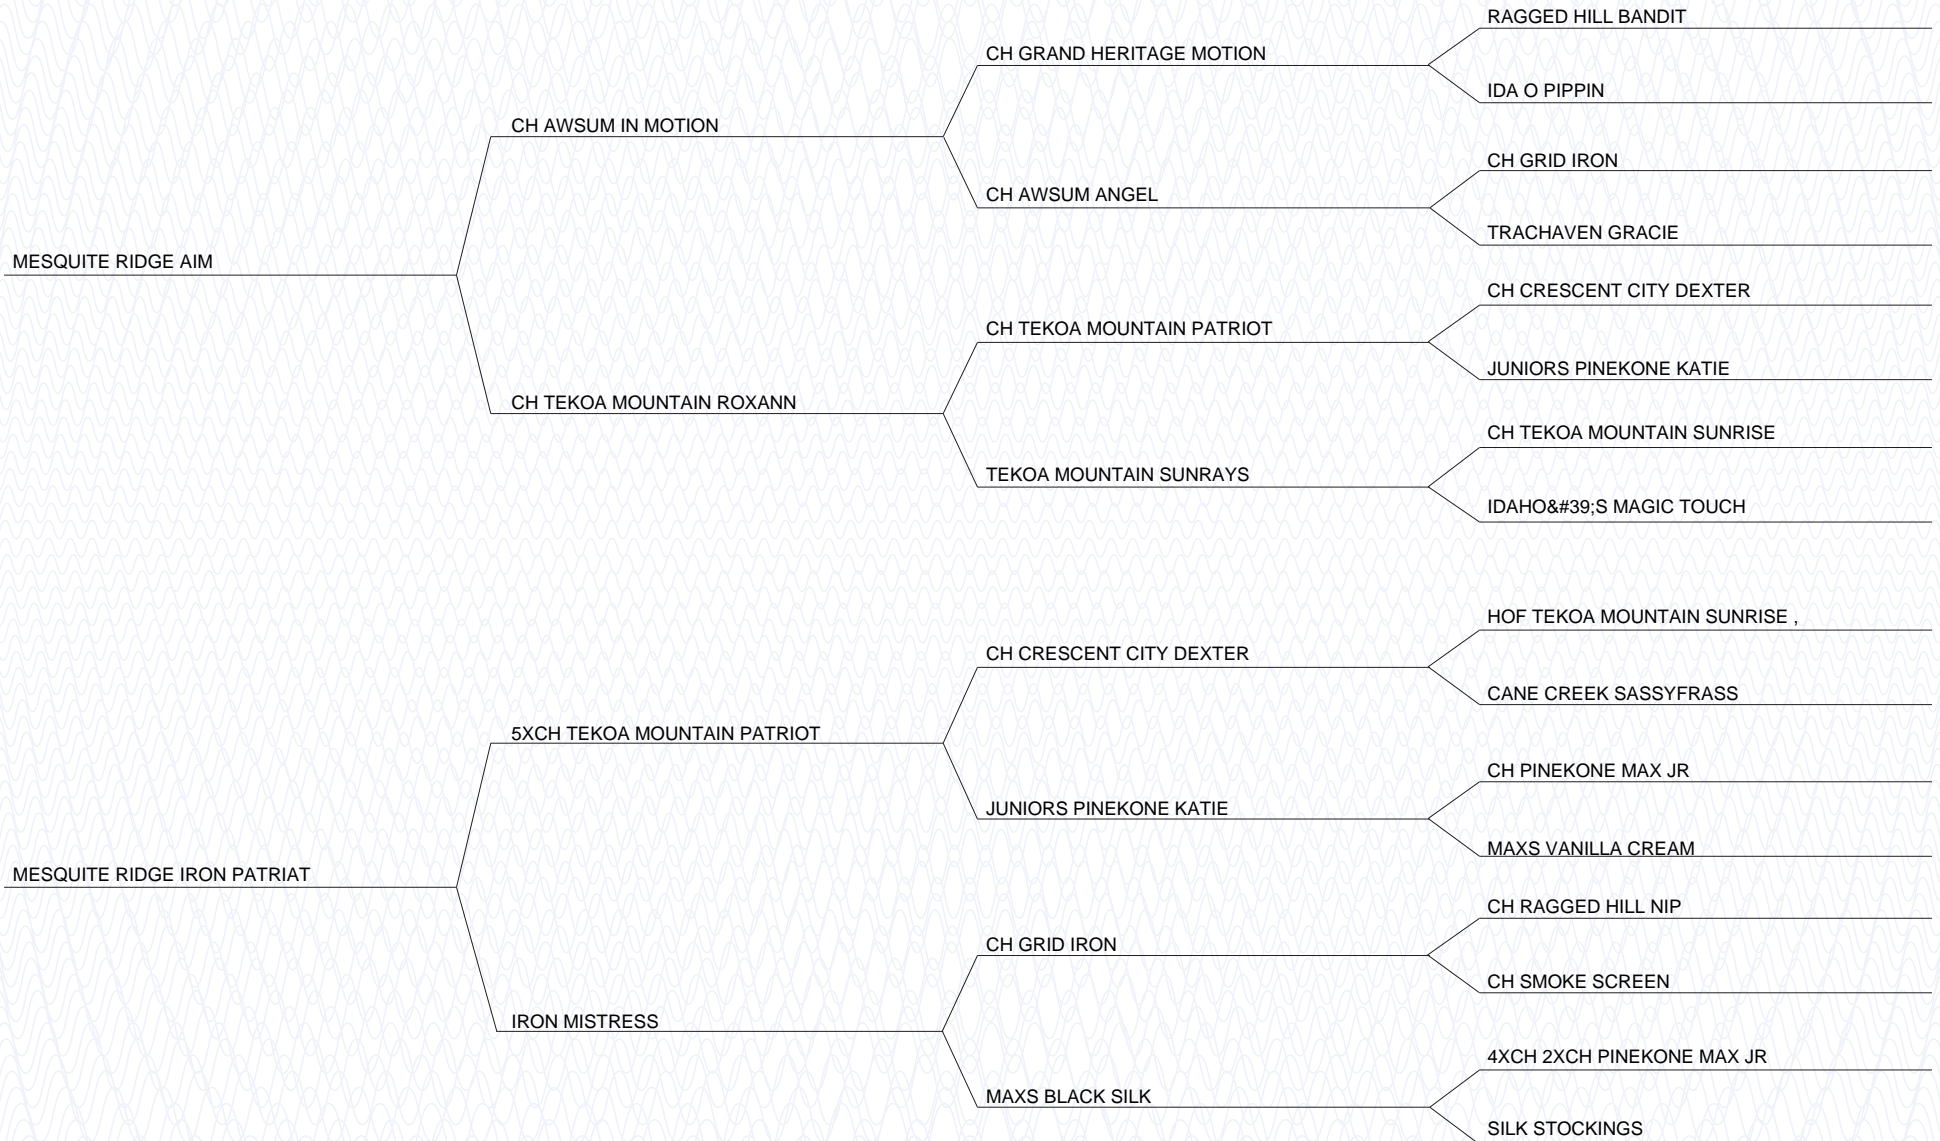 RAGGED HILL BANDIT
CH GRAND HERITAGE MOTION
IDA O PIPPIN
CH AWSUM IN MOTION
CH GRID IRON
CH AWSUM ANGEL
TRACHAVEN GRACIE
MESQUITE RIDGE AIM
CH CRESCENT CITY DEXTER
CH TEKOA MOUNTAIN PATRIOT
JUNIORS PINEKONE KATIE
CH TEKOA MOUNTAIN ROXANN
CH TEKOA MOUNTAIN SUNRISE
TEKOA MOUNTAIN SUNRAYS
IDAHO&#39;S MAGIC TOUCH
HOF TEKOA MOUNTAIN SUNRISE ,
CH CRESCENT CITY DEXTER
CANE CREEK SASSYFRASS
5XCH TEKOA MOUNTAIN PATRIOT
CH PINEKONE MAX JR
JUNIORS PINEKONE KATIE
MAXS VANILLA CREAM
MESQUITE RIDGE IRON PATRIAT
CH RAGGED HILL NIP
CH GRID IRON
CH SMOKE SCREEN
IRON MISTRESS
4XCH 2XCH PINEKONE MAX JR
MAXS BLACK SILK
SILK STOCKINGS